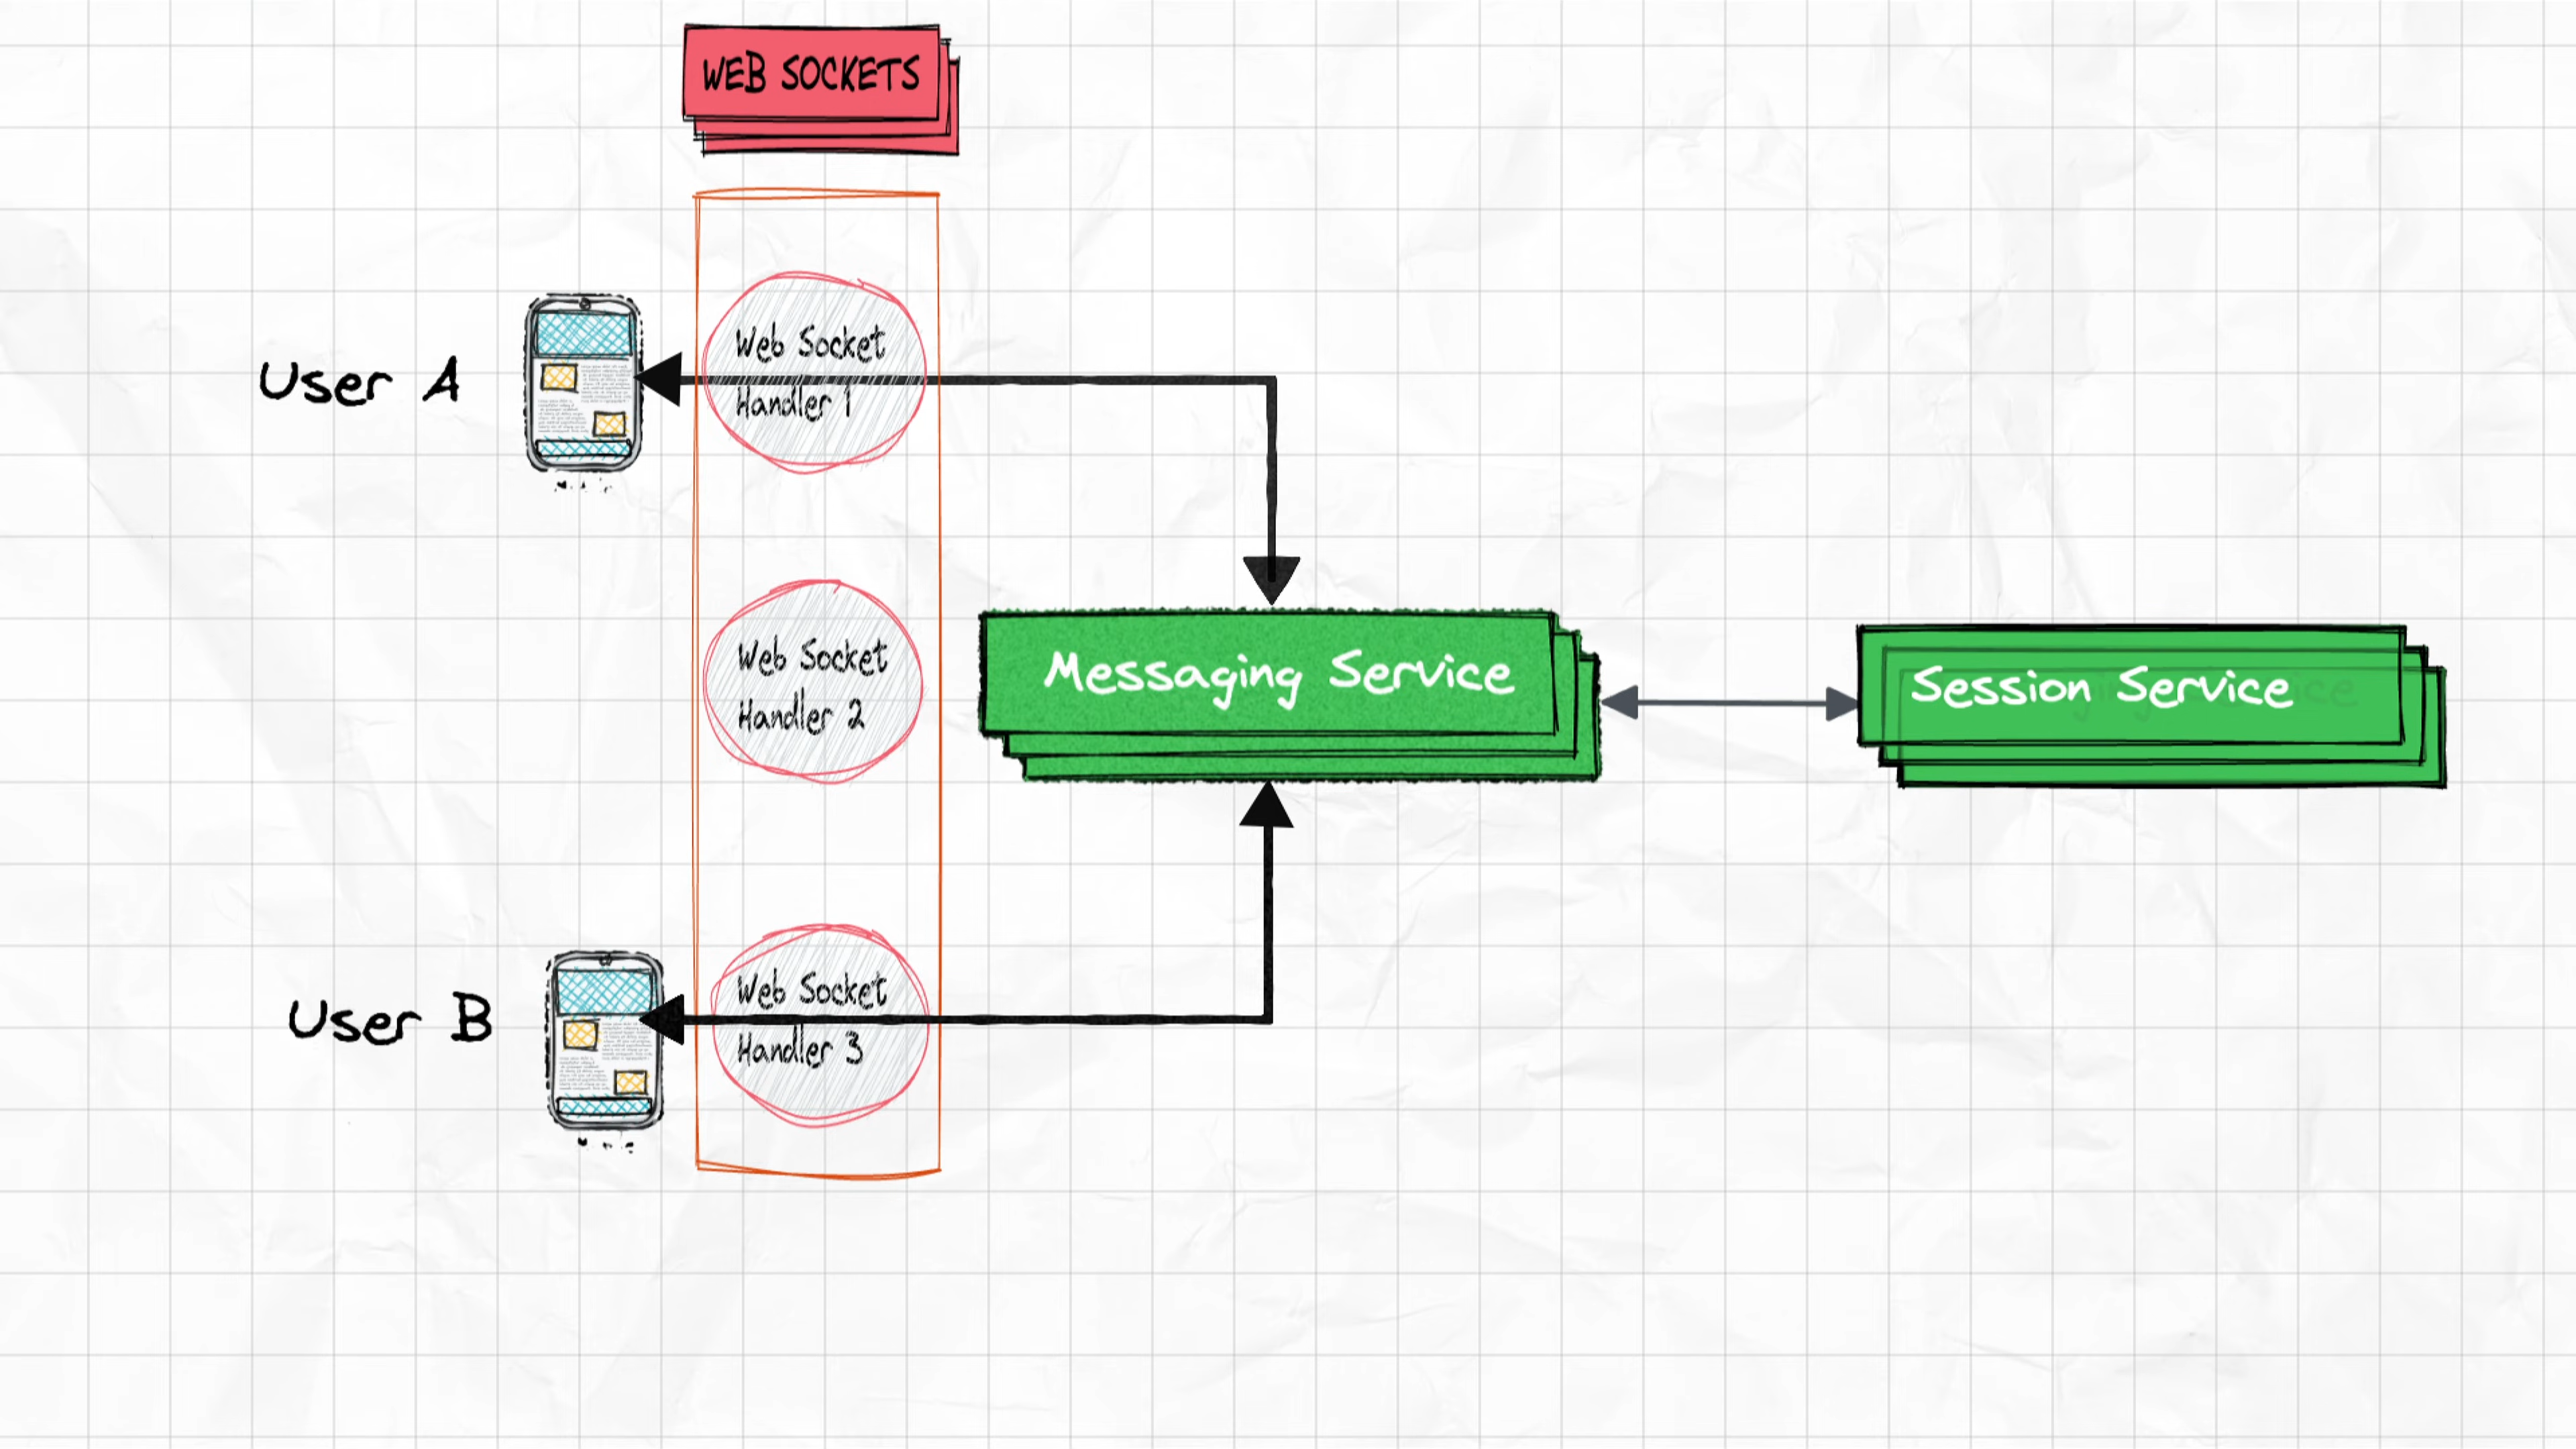 WEB SOCKETS
User A
Web Socket
Handler 1
Web Socket
Handler 2
Messaging Service
Session Service
User B
Web Socket
Handler 3